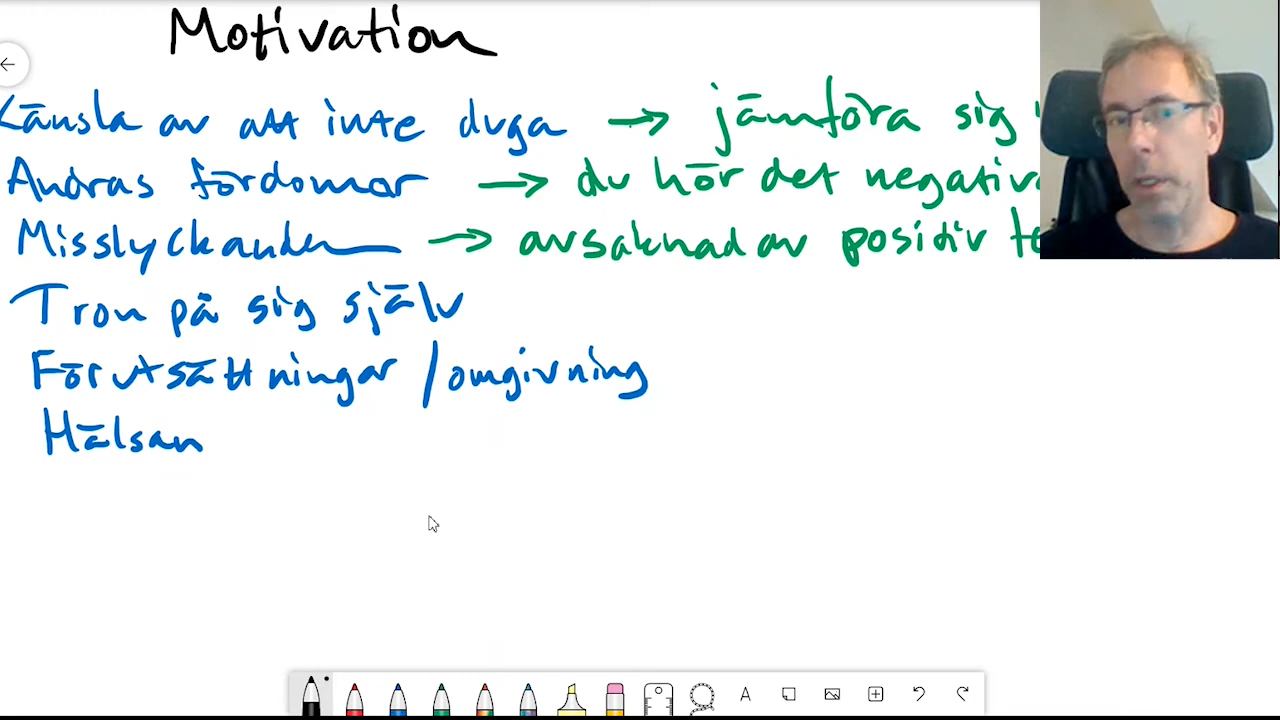 Motivation
Känsla av att inte duga → jämföra sig
Andras fördomar → du hör det negativa
Misslyckanden → avsaknad av positiv
Tron på sig själv
Förutsättningar / omgivning
Hälsan